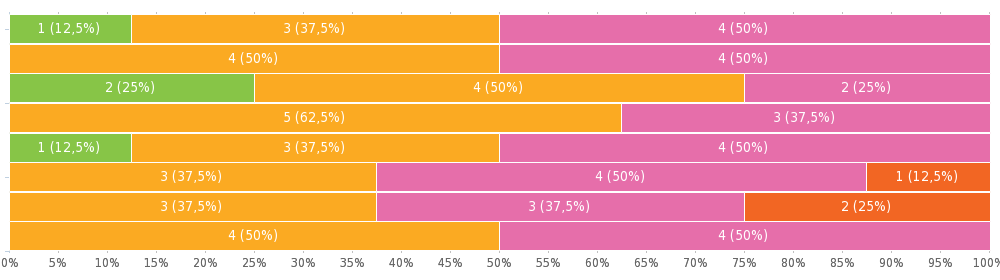 1 (12,5%) 3 (37,5%) 4 (50%)
4 (50%) 4 (50%)
2 (25%) 4 (50%) 2 (25%)
5 (62,5%) 3 (37,5%)
1 (12,5%) 3 (37,5%) 4 (50%)
3 (37,5%) 4 (50%) 1 (12,5%)
3 (37,5%) 3 (37,5%) 2 (25%)
4 (50%) 4 (50%)
0% 5% 10% 15% 20% 25% 30% 35% 40% 45% 50% 55% 60% 65% 70% 75% 80% 85% 90% 95% 100%